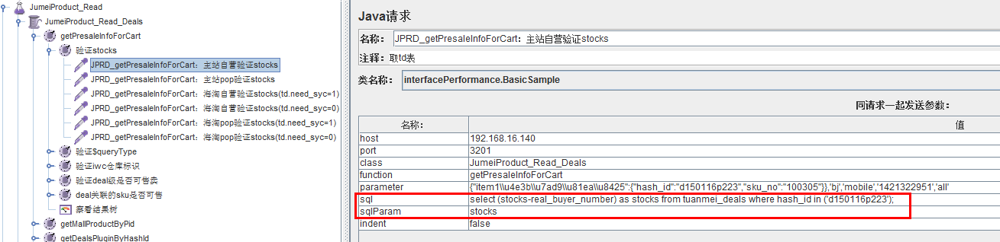 JumeiProduct_Read
JumeiProduct_Read_Deals
getPresaleInfoForCart
验证stocks
JPRD_getPresaleInfoForCart：主站自营验证stocks
JPRD_getPresaleInfoForCart：主站pop验证stocks
JPRD_getPresaleInfoForCart：海淘自营验证stocks(td.need_syc=1)
JPRD_getPresaleInfoForCart：海淘自营验证stocks(td.need_syc=0)
JPRD_getPresaleInfoForCart：海淘pop验证stocks(td.need_syc=1)
JPRD_getPresaleInfoForCart：海淘pop验证stocks(td.need_syc=0)
验证$queryType
验证iwc仓库标识
验证deal级是否可售卖
deal关联的sku是否可售
察看结果树
getMallProductByPid
getDealsPluginByHashId
Java请求
名称： JPRD_getPresaleInfoForCart：主站自营验证stocks
注释： 取td表
类名称： interfacePerformance.BasicSample
同请求一起发送参数：
名称： 值
host 192.168.16.140
port 3201
class JumeiProduct_Read_Deals
function getPresaleInfoForCart
parameter {"item1\\u4e3b\\u7ad9\\u81ea\\u8425":{"hash_id":"d150116p223","sku_no":"100305"}},'bj','mobile','1421322951','all'
sql select (stocks-real_buyer_number) as stocks from tuanmei_deals where hash_id in ('d150116p223');
sqlParam stocks
indent false